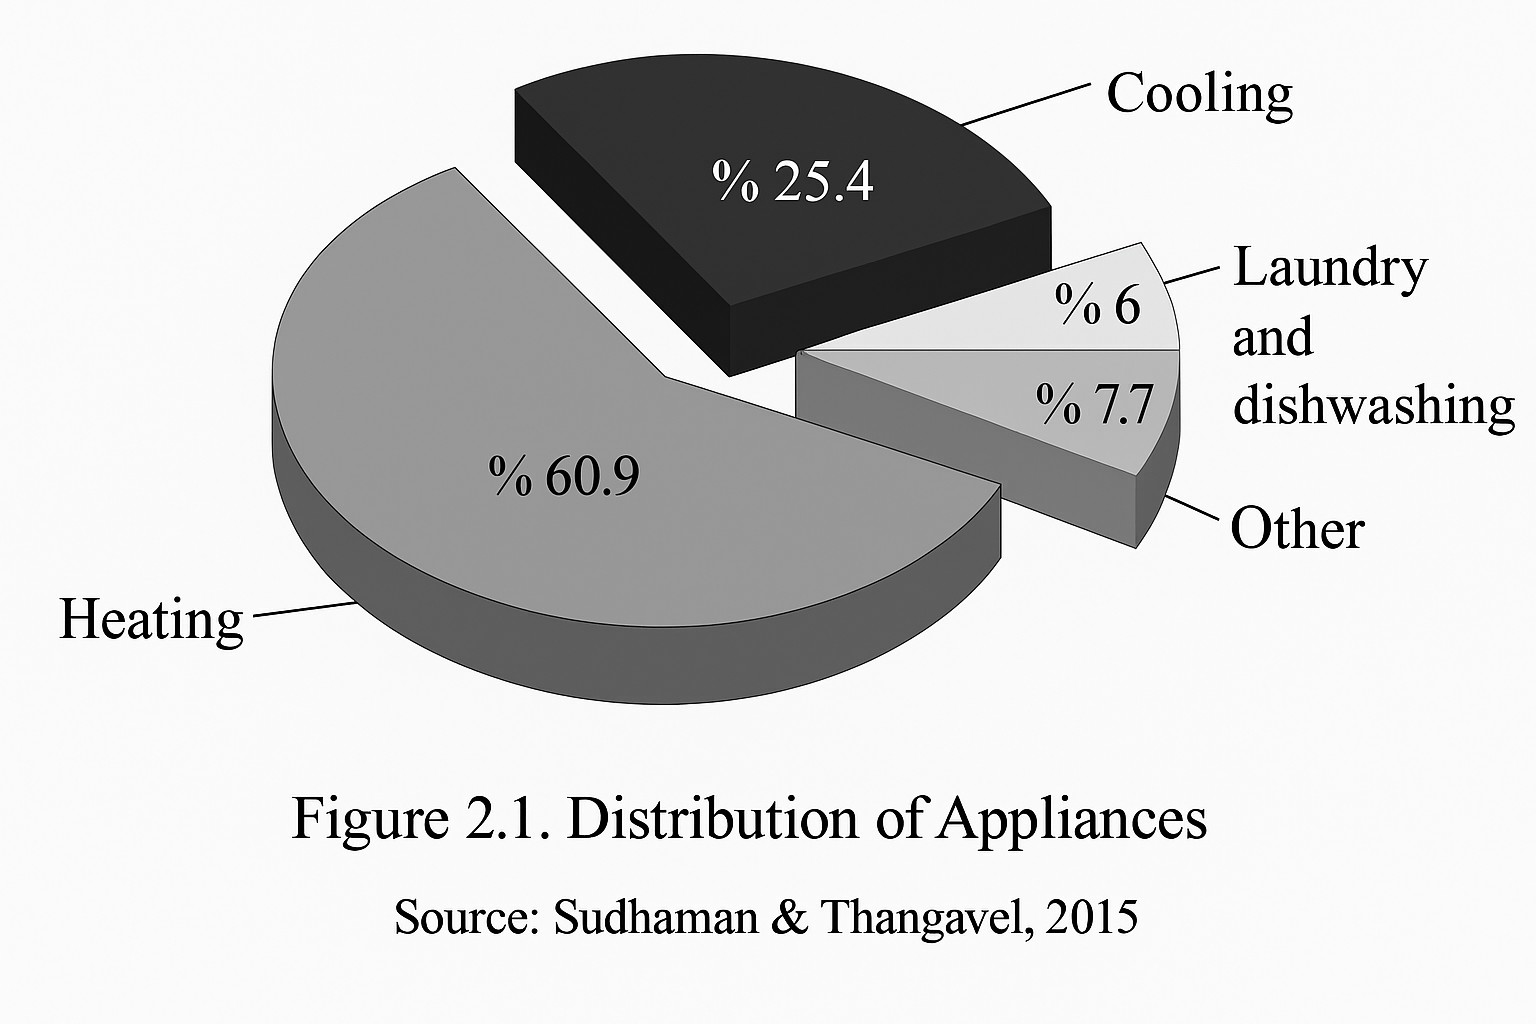 Cooling
% 25.4
Laundry
and
dishwashing
% 6
% 7.7
Other
% 60.9
Heating
Figure 2.1. Distribution of Appliances
Source: Sudhaman & Thangavel, 2015